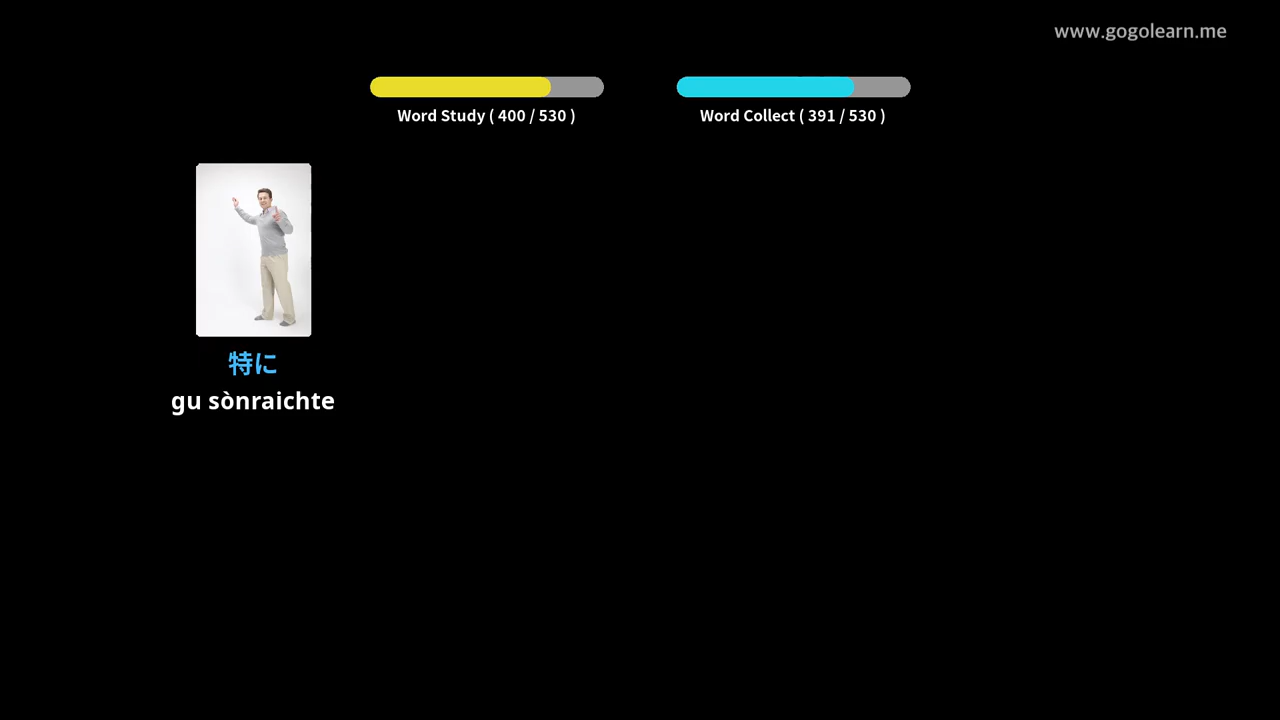 www.gogolearn.me
Word Study ( 400 / 530 )
Word Collect ( 391 / 530 )
特に
gu sònraichte